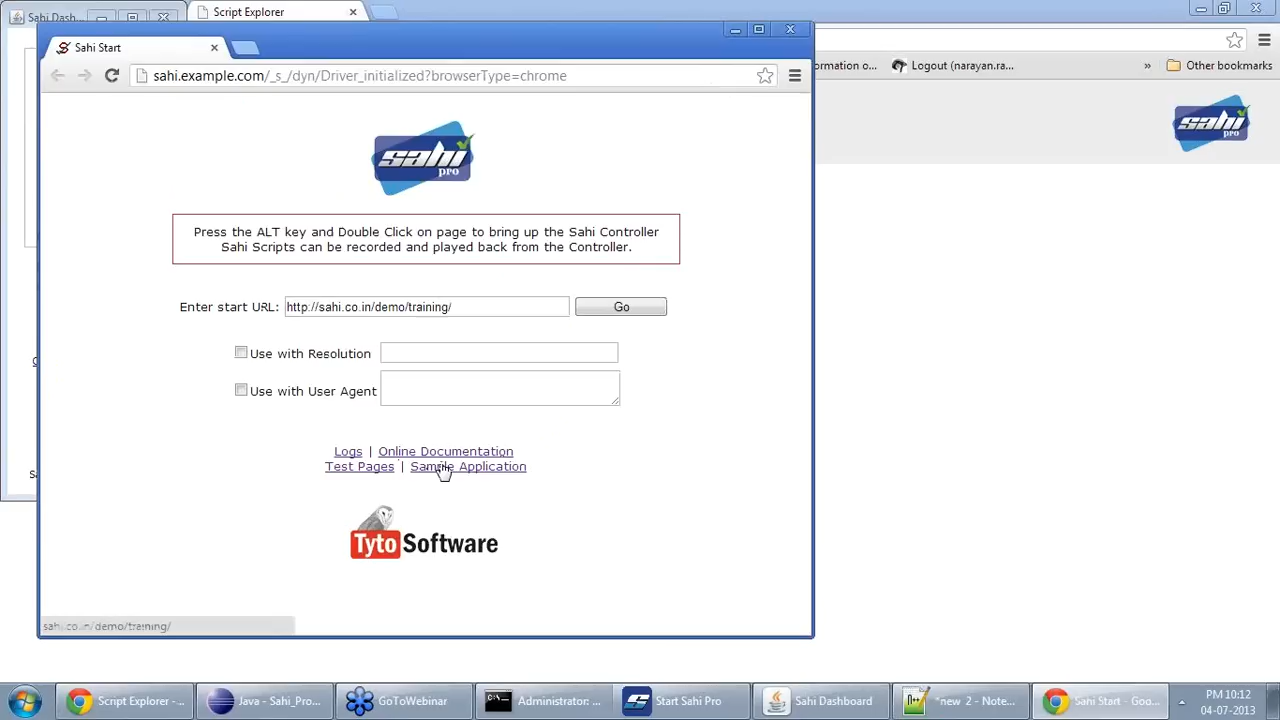 Sahi Dash...
Script Explorer
Sahi Start
sahi.example.com/_s_/dyn/Driver_initialized?browserType=chrome
ormation o...
Logout (narayan.ra...
»
Other bookmarks
sahi
pro
sahi
pro
Press the ALT key and Double Click on page to bring up the Sahi Controller
Sahi Scripts can be recorded and played back from the Controller.
Enter start URL:
http://sahi.co.in/demo/training/
Go
Use with Resolution
Use with User Agent
Logs | Online Documentation
Test Pages | Sample Application
Tyto Software
sahi.co.in/demo/training/
Script Explorer -...
Java - Sahi_Pro...
GoToWebinar
Administrator: ...
Start Sahi Pro
Sahi Dashboard
*new 2 - Note...
Sahi Start - Goo...
PM 10:12
04-07-2013